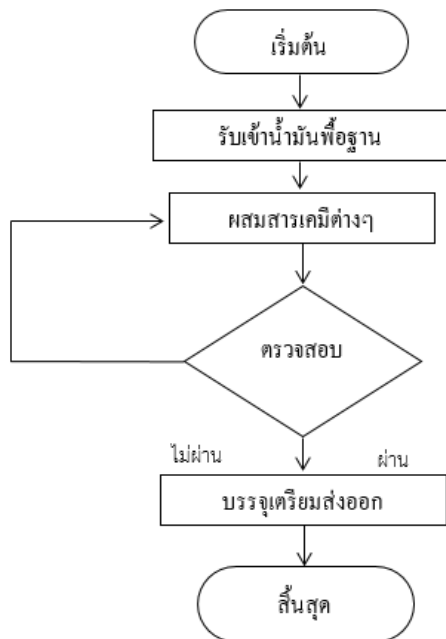 เริ่มต้น
รับเข้าน้ำมันพื้อฐาน
ผสมสารเคมีต่างๆ
ตรวจสอบ
ไม่ผ่าน ผ่าน
บรรจุเตรียมส่งออก
สิ้นสุด